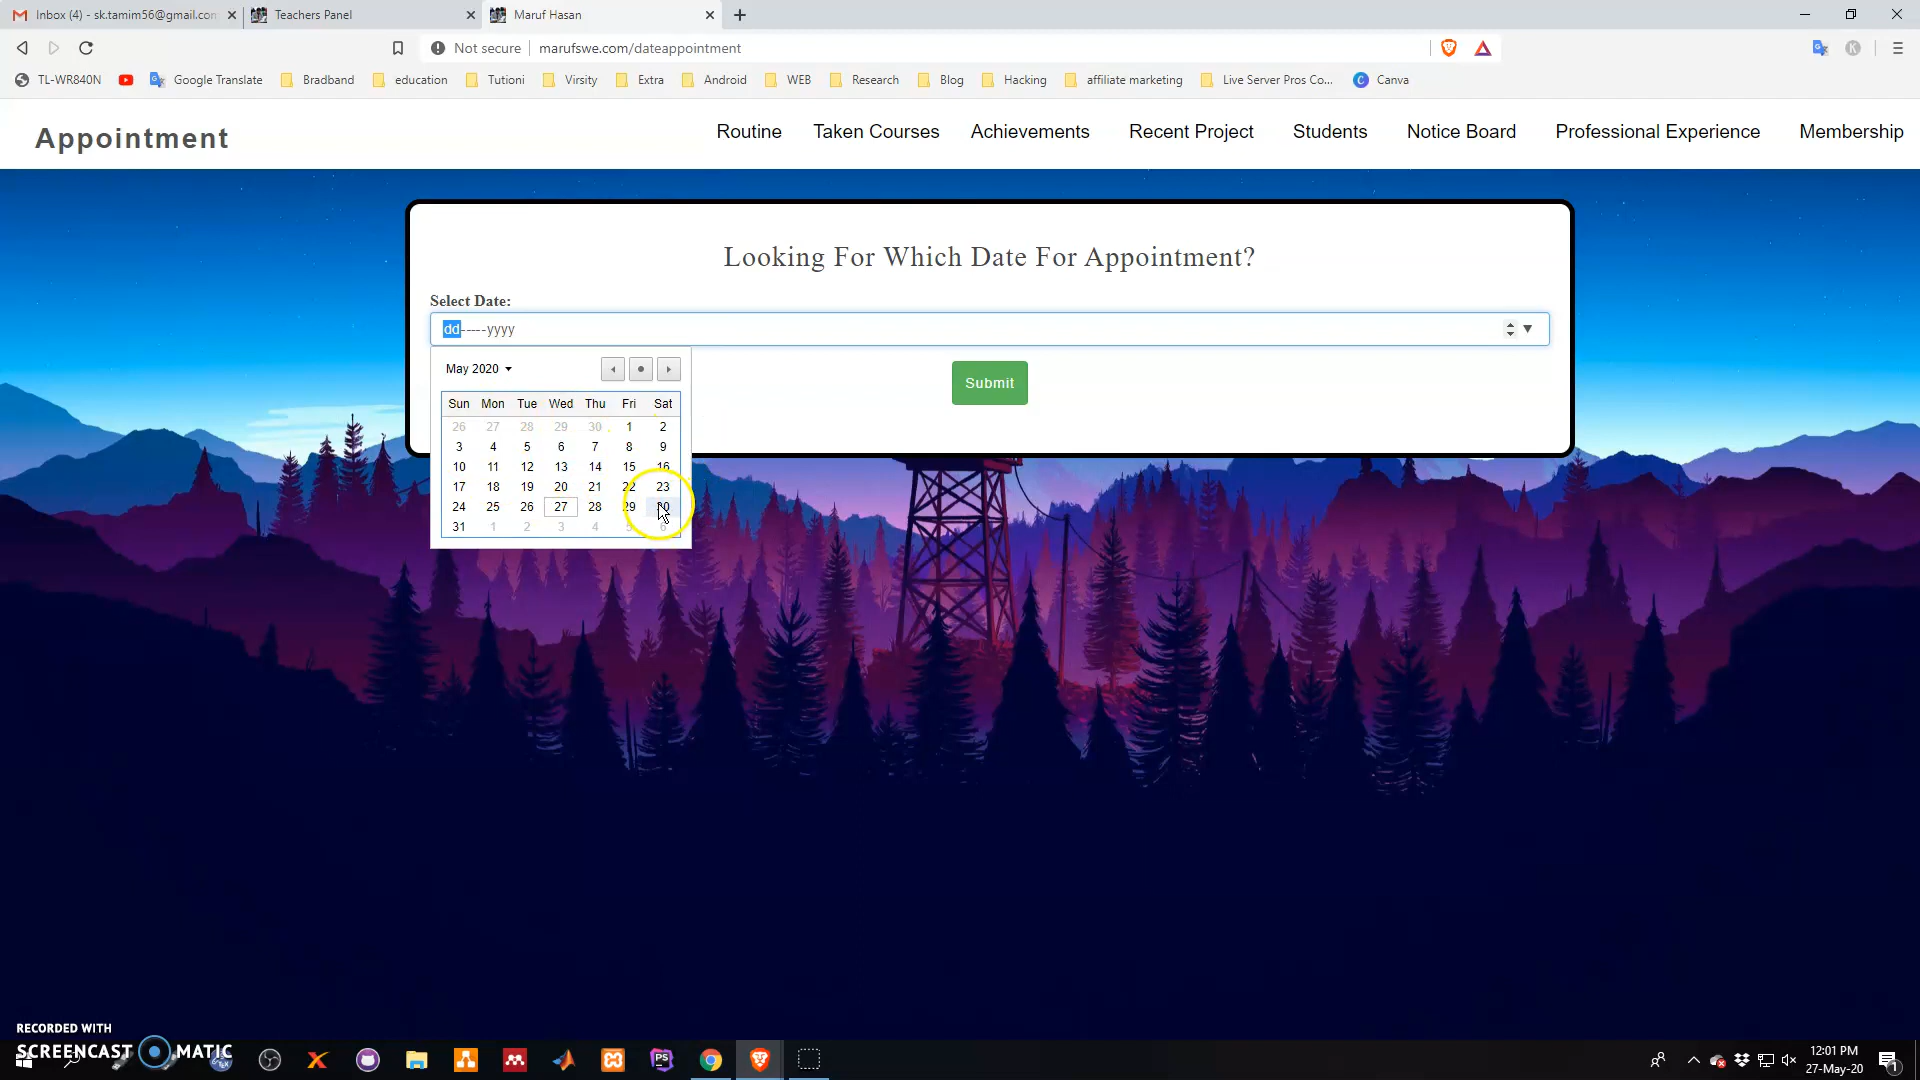 Inbox (4) - sk.tamim56@gmail.com
Teachers Panel
Maruf Hasan
Not secure
marufswe.com/dateappointment
TL-WR840N
Google Translate
Bradband
education
Tutioni
Virsity
Extra
Android
WEB
Research
Blog
Hacking
affiliate marketing
Live Server Pros Co...
Canva
Appointment
Routine
Taken Courses
Achievements
Recent Project
Students
Notice Board
Professional Experience
Membership
Looking For Which Date For Appointment?
Select Date:
dd-----yyyy
May 2020
Submit
Sun Mon Tue Wed Thu Fri Sat
26 27 28 29 30 1 2
3 4 5 6 7 8 9
10 11 12 13 14 15 16
17 18 19 20 21 22 23
24 25 26 27 28 29 30
31 1 2 3 4 5 6
RECORDED WITH
SCREENCAST MATIC
12:01 PM
27-May-20